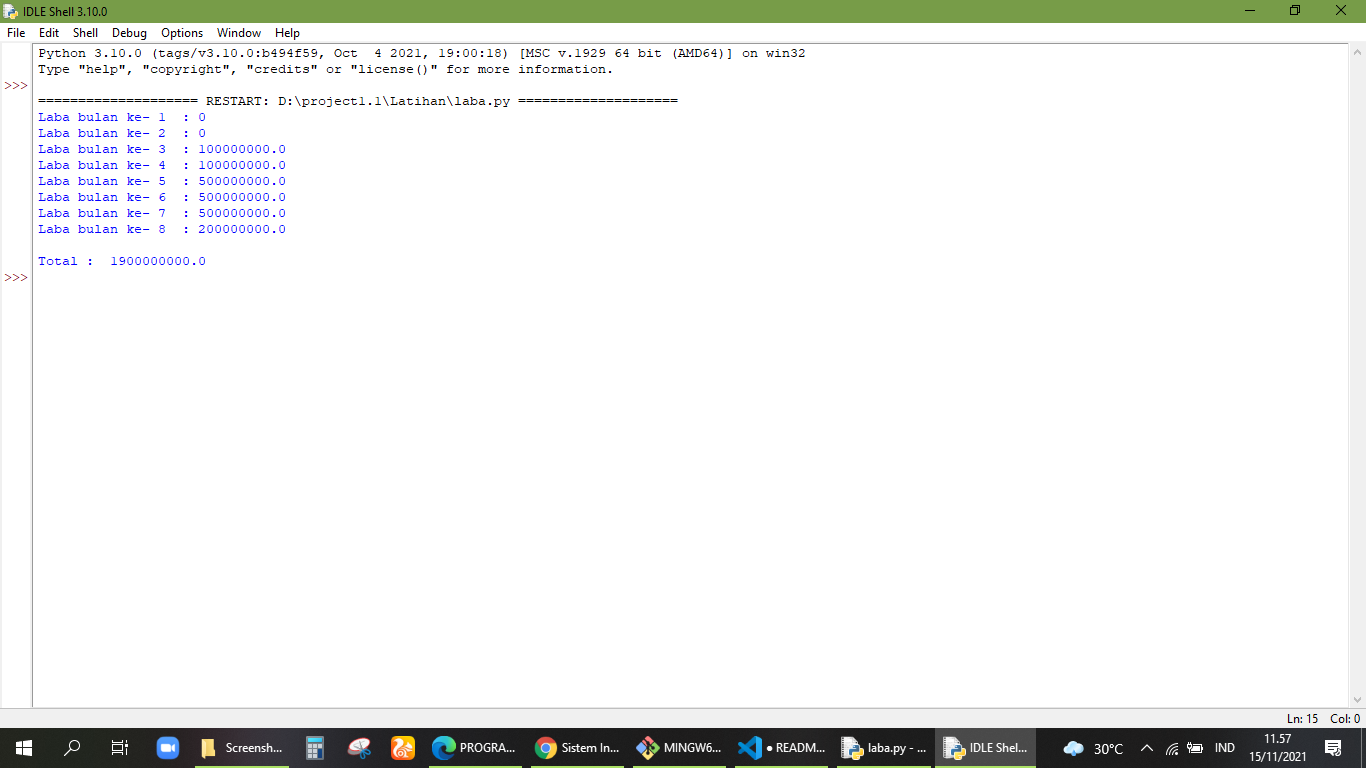 IDLE Shell 3.10.0
File Edit Shell Debug Options Window Help
Python 3.10.0 (tags/v3.10.0:b494f59, Oct  4 2021, 19:00:18) [MSC v.1929 64 bit (AMD64)] on win32
Type "help", "copyright", "credits" or "license()" for more information.
>>>
==================== RESTART: D:\project1.1\Latihan\laba.py ====================
Laba bulan ke- 1  : 0
Laba bulan ke- 2  : 0
Laba bulan ke- 3  : 100000000.0
Laba bulan ke- 4  : 100000000.0
Laba bulan ke- 5  : 500000000.0
Laba bulan ke- 6  : 500000000.0
Laba bulan ke- 7  : 500000000.0
Laba bulan ke- 8  : 200000000.0
Total :  1900000000.0
>>>
Ln: 15 Col: 0
Screensh... PROGRA... Sistem In... MINGW6... ● READM... laba.py - ... IDLE Shel... 30°C IND 11.57
15/11/2021